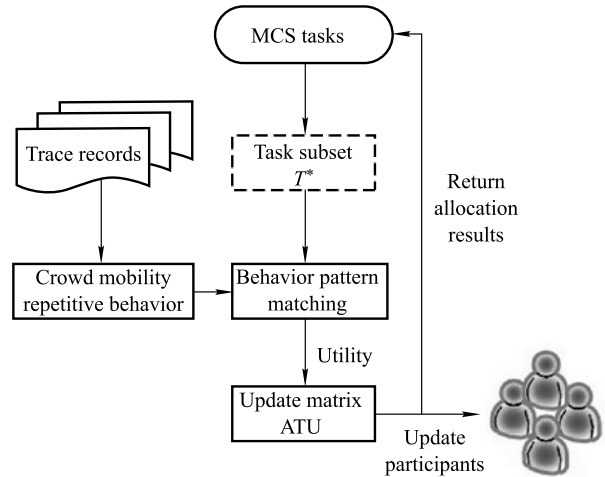 MCS tasks
Trace records
Task subset
T*
Return
allocation
results
Crowd mobility
repetitive behavior
Behavior pattern
matching
Utility
Update matrix
ATU
Update
participants